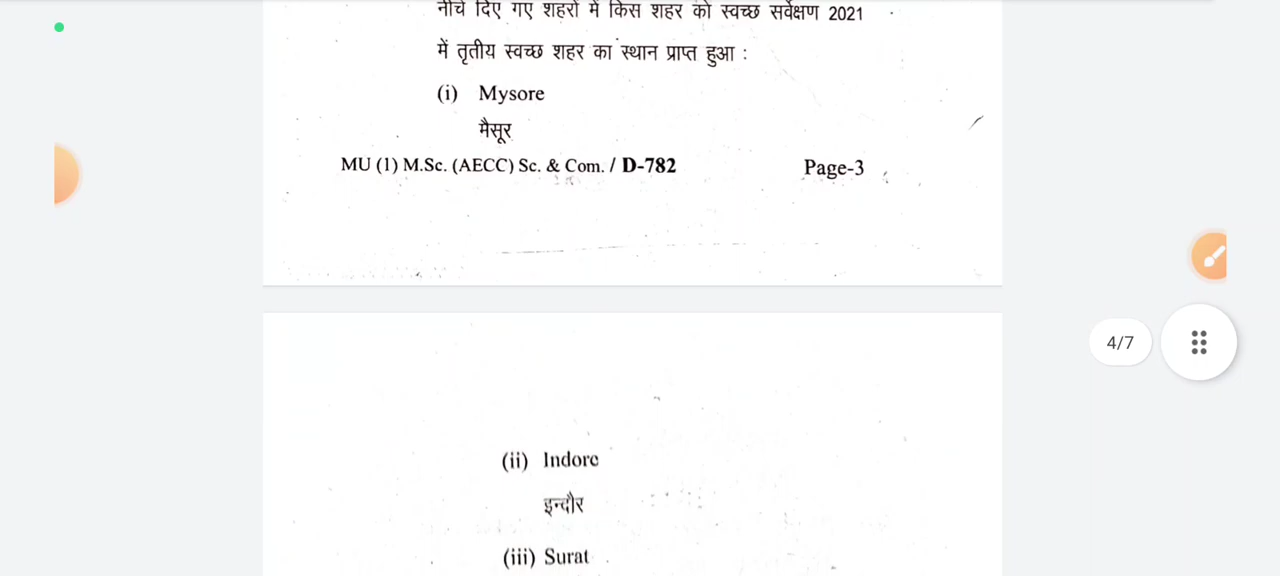 नीचे दिए गए शहरों में किस शहर को स्वच्छ सर्वेक्षण 2021
में तृतीय स्वच्छ शहर का स्थान प्राप्त हुआ :
(i) Mysore
मैसूर
MU (1) M.Sc. (AECC) Sc. & Com. / D-782 Page-3
4/7
(ii) Indore
इन्दौर
(iii) Surat